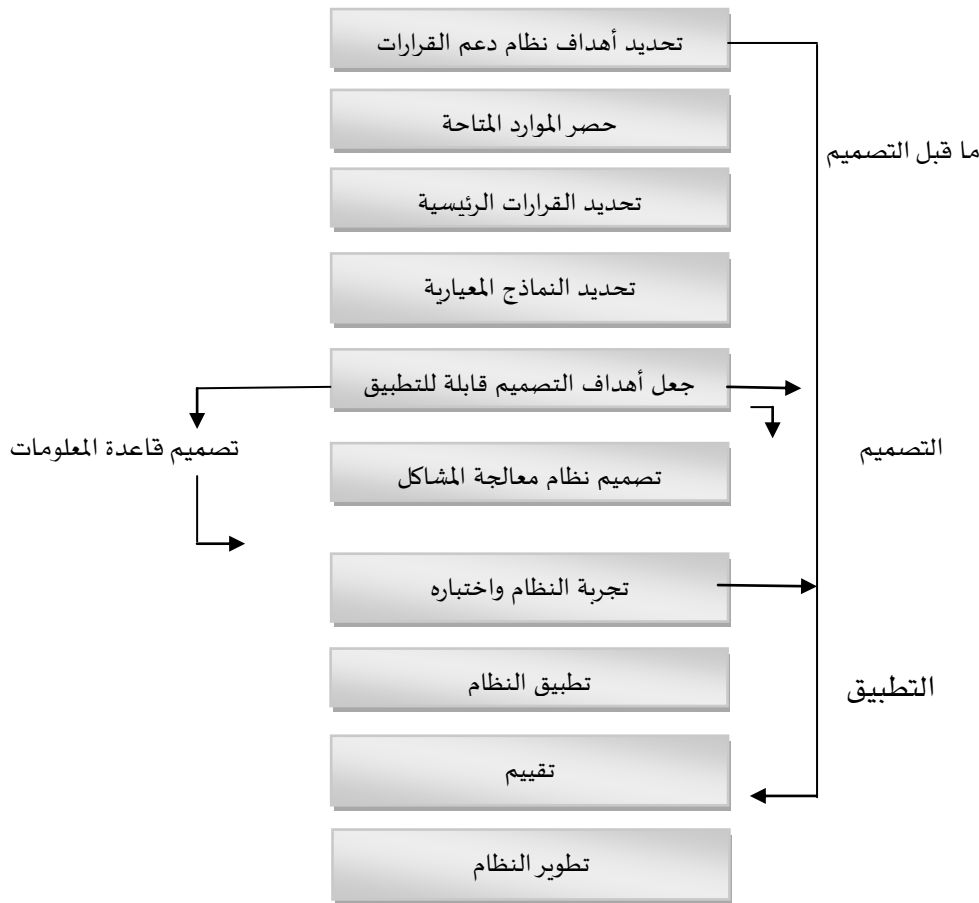 تحديد أهداف نظام دعم القرارات
حصر الموارد المتاحة
ما قبل التصميم
تحديد القرارات الرئيسية
تحديد النماذج المعيارية
جعل أهداف التصميم قابلة للتطبيق
التصميم
تصميم قاعدة المعلومات
تصميم نظام معالجة المشاكل
تجربة النظام واختباره
تطبيق النظام
التطبيق
تقييم
تطوير النظام